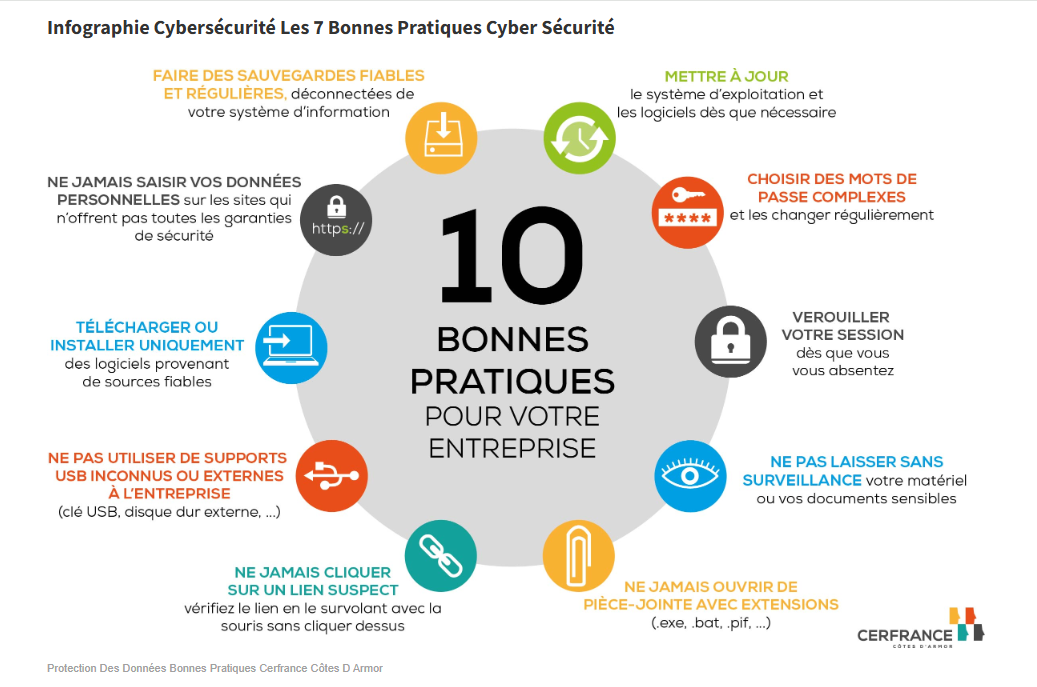 Infographie Cybersécurité Les 7 Bonnes Pratiques Cyber Sécurité
FAIRE DES SAUVEGARDES FIABLES
ET RÉGULIÈRES, déconnectées de
votre système d'information
METTRE À JOUR
le système d'exploitation et
les logiciels dès que nécessaire
NE JAMAIS SAISIR VOS DONNÉES
PERSONNELLES sur les sites qui
n'offrent pas toutes les garanties
de sécurité
https://
CHOISIR DES MOTS DE
PASSE COMPLEXES
et les changer régulièrement
****
10
BONNES
PRATIQUES
POUR VOTRE
ENTREPRISE
TÉLÉCHARGER OU
INSTALLER UNIQUEMENT
des logiciels provenant
de sources fiables
VEROUILLER
VOTRE SESSION
dès que vous
vous absentez
NE PAS UTILISER DE SUPPORTS
USB INCONNUS OU EXTERNES
À L'ENTREPRISE
(clé USB, disque dur externe, ...)
NE PAS LAISSER SANS
SURVEILLANCE votre matériel
ou vos documents sensibles
NE JAMAIS CLIQUER
SUR UN LIEN SUSPECT
vérifiez le lien en le survolant avec la
souris sans cliquer dessus
NE JAMAIS OUVRIR DE
PIÈCE-JOINTE AVEC EXTENSIONS
(.exe, .bat, .pif, ...)
CERFRANCE
CÔTES D'ARMOR
Protection Des Données Bonnes Pratiques Cerfrance Côtes D Armor